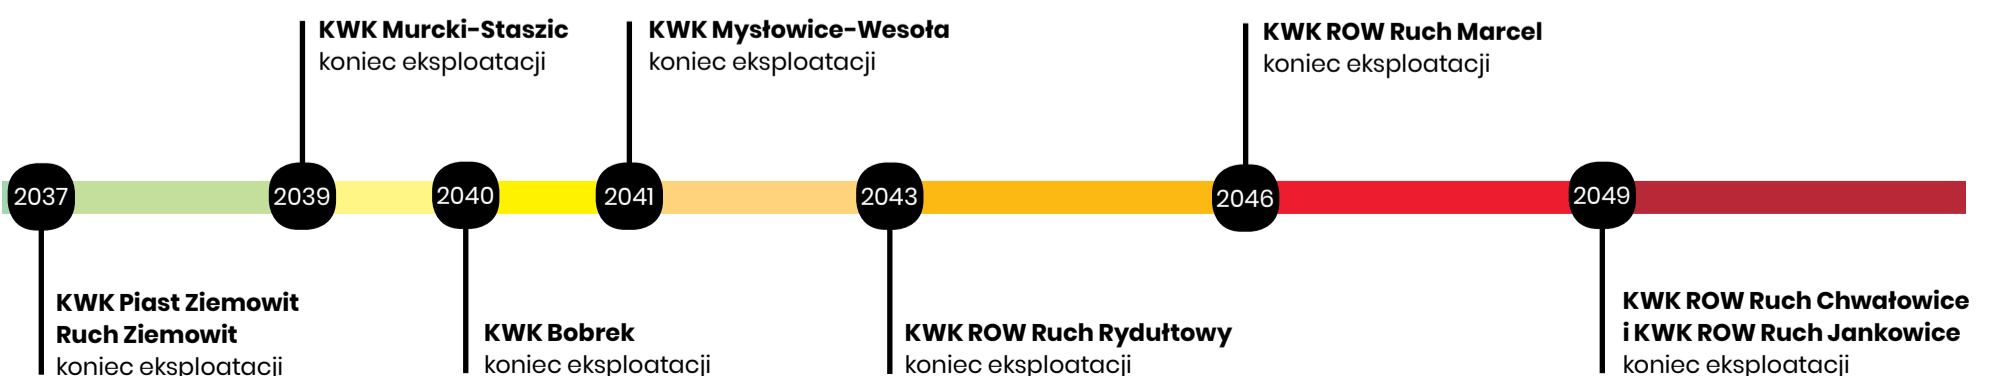 KWK Murcki-Staszic
koniec eksploatacji
KWK Mysłowice-Wesoła
koniec eksploatacji
KWK ROW Ruch Marcel
koniec eksploatacji
2037
2039
2040
2041
2043
2046
2049
KWK Piast Ziemowit
Ruch Ziemowit
koniec eksploatacji
KWK Bobrek
koniec eksploatacji
KWK ROW Ruch Rydułtowy
koniec eksploatacji
KWK ROW Ruch Chwałowice
i KWK ROW Ruch Jankowice
koniec eksploatacji